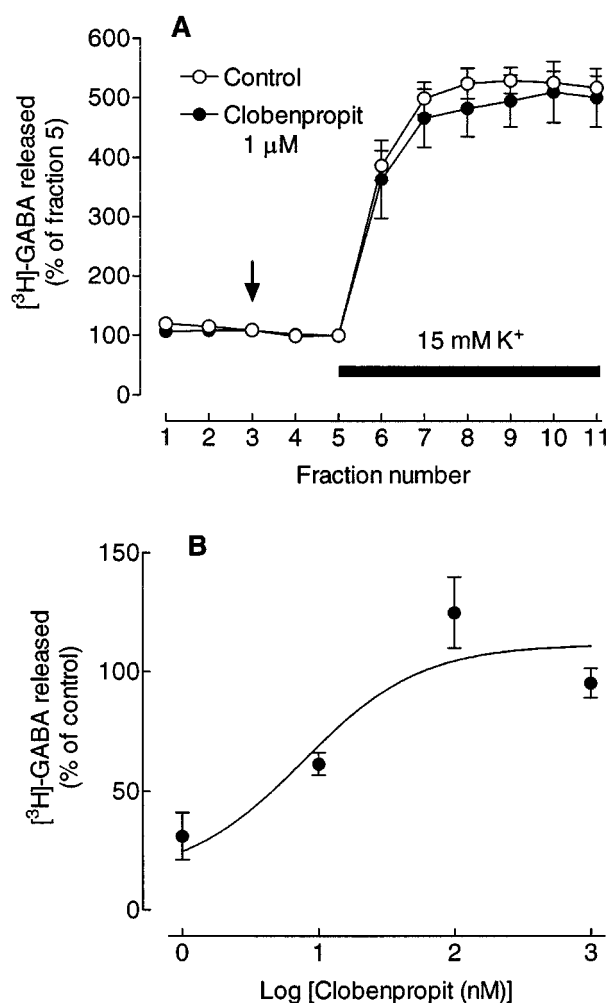 A
600
500
400
300
200
100
0
[³H]-GABA released
(% of fraction 5)
Control
Clobenpropit
1 μM
15 mM K⁺
1 2 3 4 5 6 7 8 9 10 11
Fraction number
B
150
100
50
0
[³H]-GABA released
(% of control)
0 1 2 3
Log [Clobenpropit (nM)]